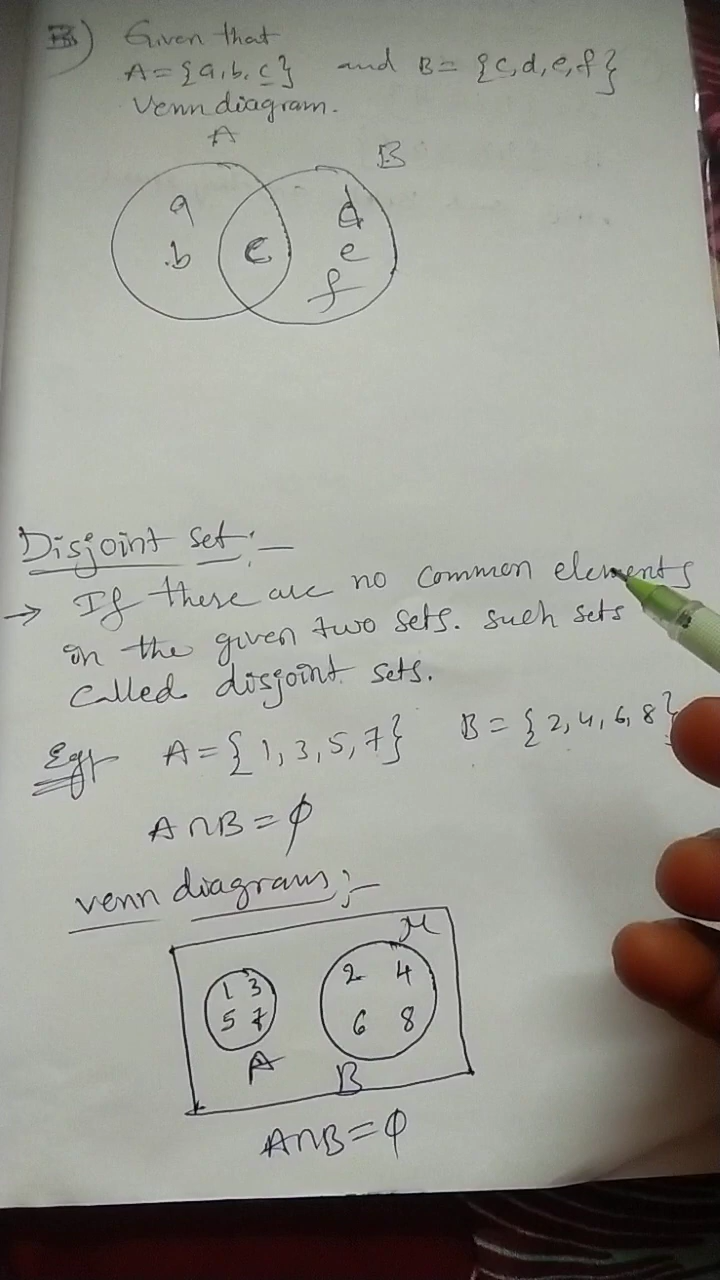 Given that
A = {a, b, c} and B = {c, d, e, f}
Venn diagram.
A B
a d
b c e
f
Disjoint set :-
→ If there are no common elements
in the given two sets. such sets
called disjoint sets.
Eg:- A = { 1, 3, 5, 7} B = { 2, 4, 6, 8}
A∩B = ϕ
venn diagram :-
μ
1 3 2 4
5 7 6 8
A B
A∩B = ϕ